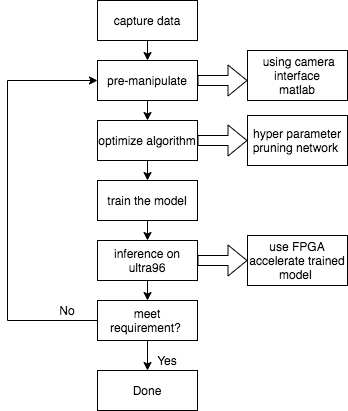 capture data
pre-manipulate
using camera
interface
matlab
optimize algorithm
hyper parameter
pruning network
train the model
inference on
ultra96
use FPGA
accelerate trained
model
meet
requirement?
No
Yes
Done